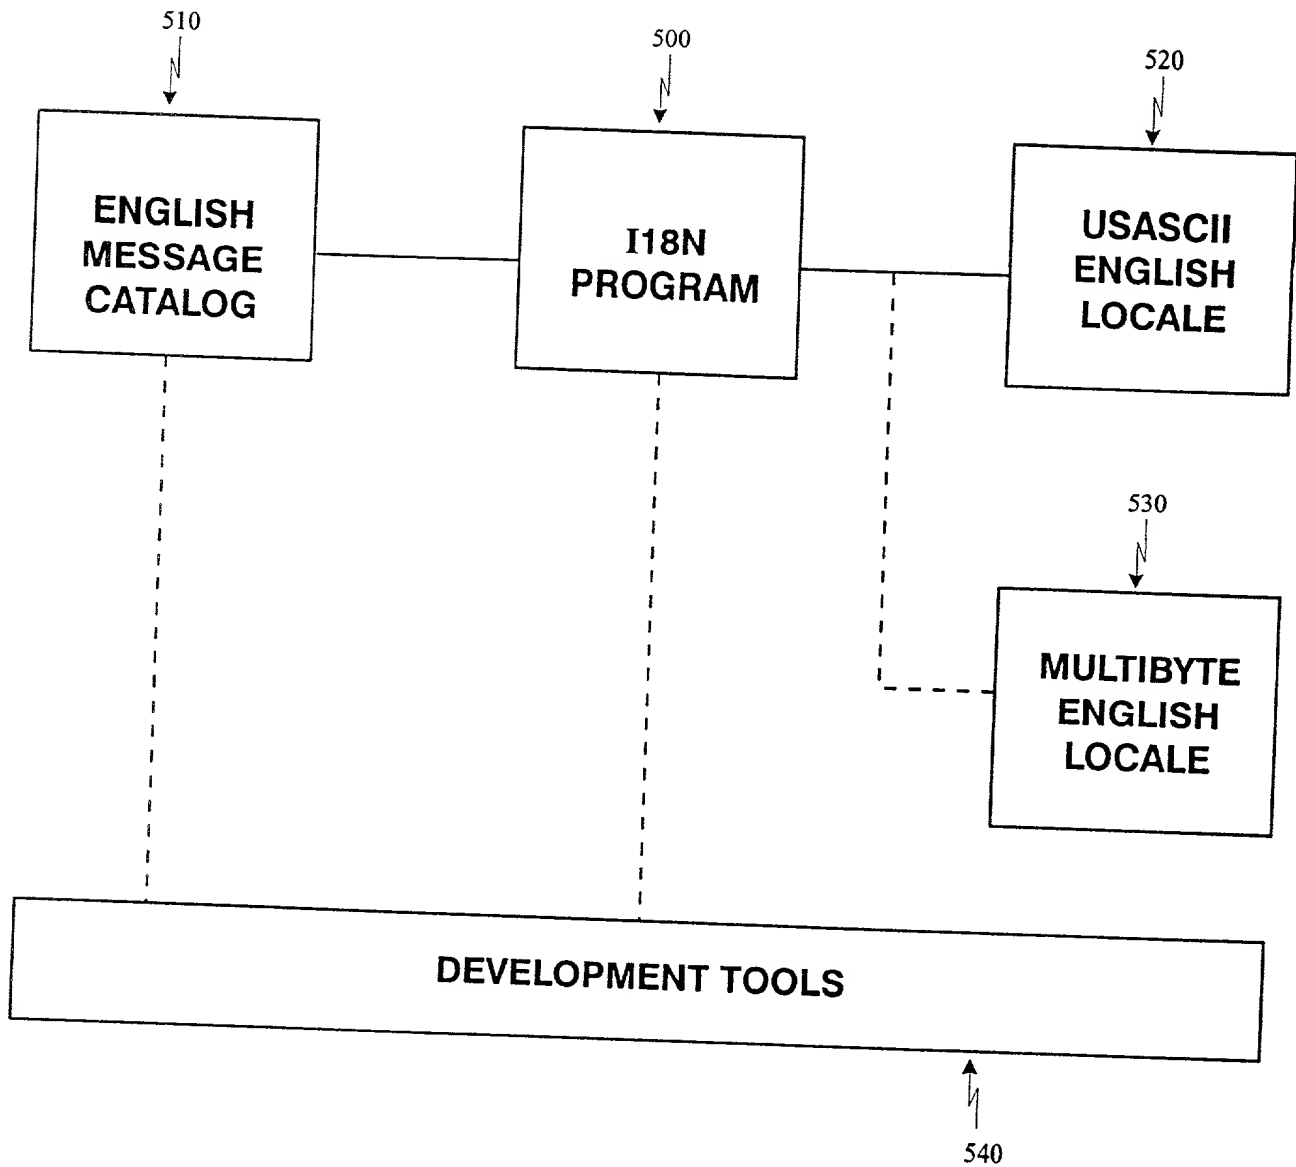 510
500
520
ENGLISH
MESSAGE
CATALOG
I18N
PROGRAM
USASCII
ENGLISH
LOCALE
530
MULTIBYTE
ENGLISH
LOCALE
DEVELOPMENT TOOLS
540